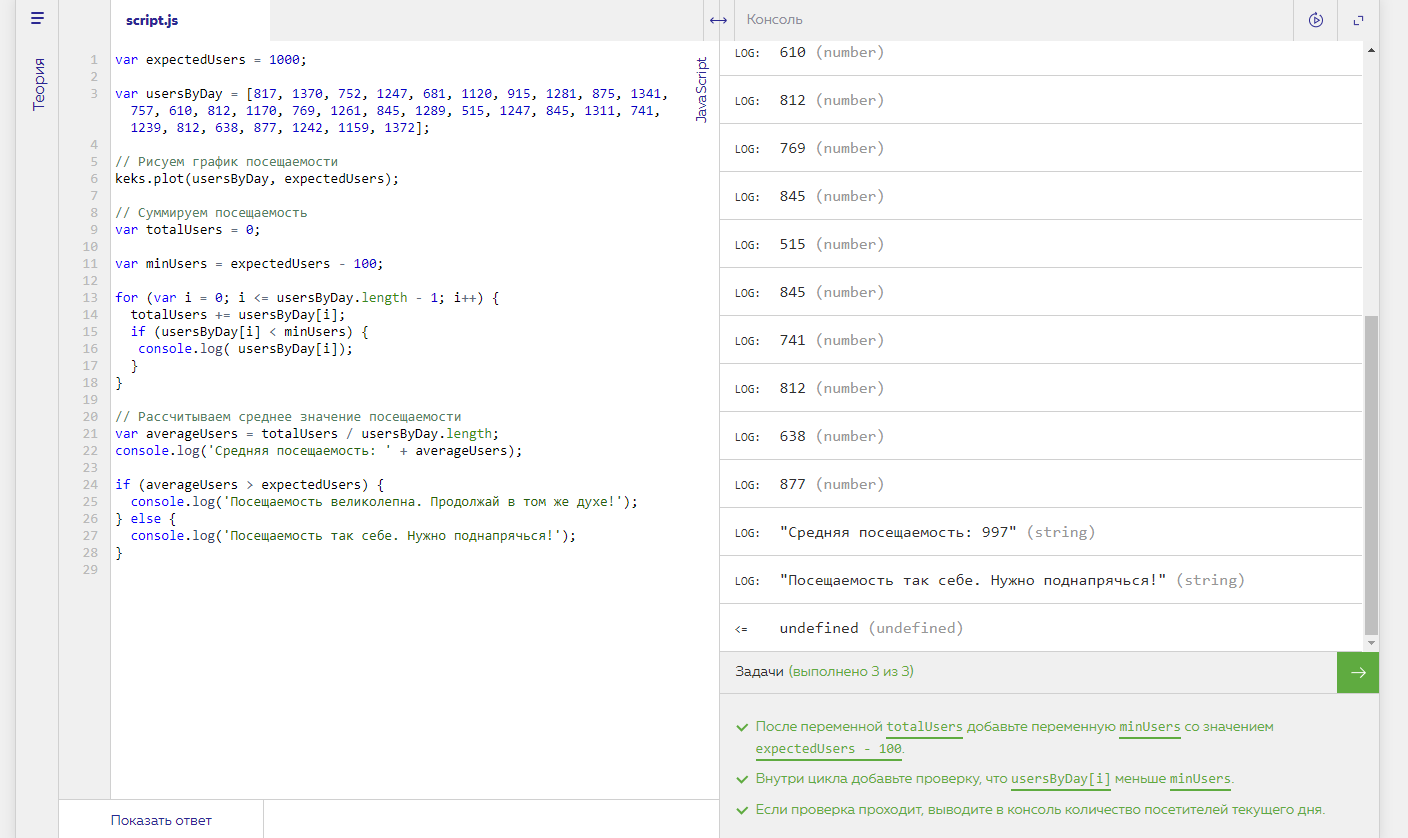 script.js
Теория
1 var expectedUsers = 1000;
2
3 var usersByDay = [817, 1370, 752, 1247, 681, 1120, 915, 1281, 875, 1341,
757, 610, 812, 1170, 769, 1261, 845, 1289, 515, 1247, 845, 1311, 741,
1239, 812, 638, 877, 1242, 1159, 1372];
4
5 // Рисуем график посещаемости
6 keks.plot(usersByDay, expectedUsers);
7
8 // Суммируем посещаемость
9 var totalUsers = 0;
10
11 var minUsers = expectedUsers - 100;
12
13 for (var i = 0; i <= usersByDay.length - 1; i++) {
14 totalUsers += usersByDay[i];
15 if (usersByDay[i] < minUsers) {
16 console.log( usersByDay[i]);
17 }
18 }
19
20 // Рассчитываем среднее значение посещаемости
21 var averageUsers = totalUsers / usersByDay.length;
22 console.log('Средняя посещаемость: ' + averageUsers);
23
24 if (averageUsers > expectedUsers) {
25 console.log('Посещаемость великолепна. Продолжай в том же духе!');
26 } else {
27 console.log('Посещаемость так себе. Нужно поднапрячься!');
28 }
29
Показать ответ
JavaScript
Консоль
LOG: 610 (number)
LOG: 812 (number)
LOG: 769 (number)
LOG: 845 (number)
LOG: 515 (number)
LOG: 845 (number)
LOG: 741 (number)
LOG: 812 (number)
LOG: 638 (number)
LOG: 877 (number)
LOG: "Средняя посещаемость: 997" (string)
LOG: "Посещаемость так себе. Нужно поднапрячься!" (string)
<= undefined (undefined)
Задачи (выполнено 3 из 3)
После переменной totalUsers добавьте переменную minUsers со значением
expectedUsers - 100.
Внутри цикла добавьте проверку, что usersByDay[i] меньше minUsers.
Если проверка проходит, выводите в консоль количество посетителей текущего дня.